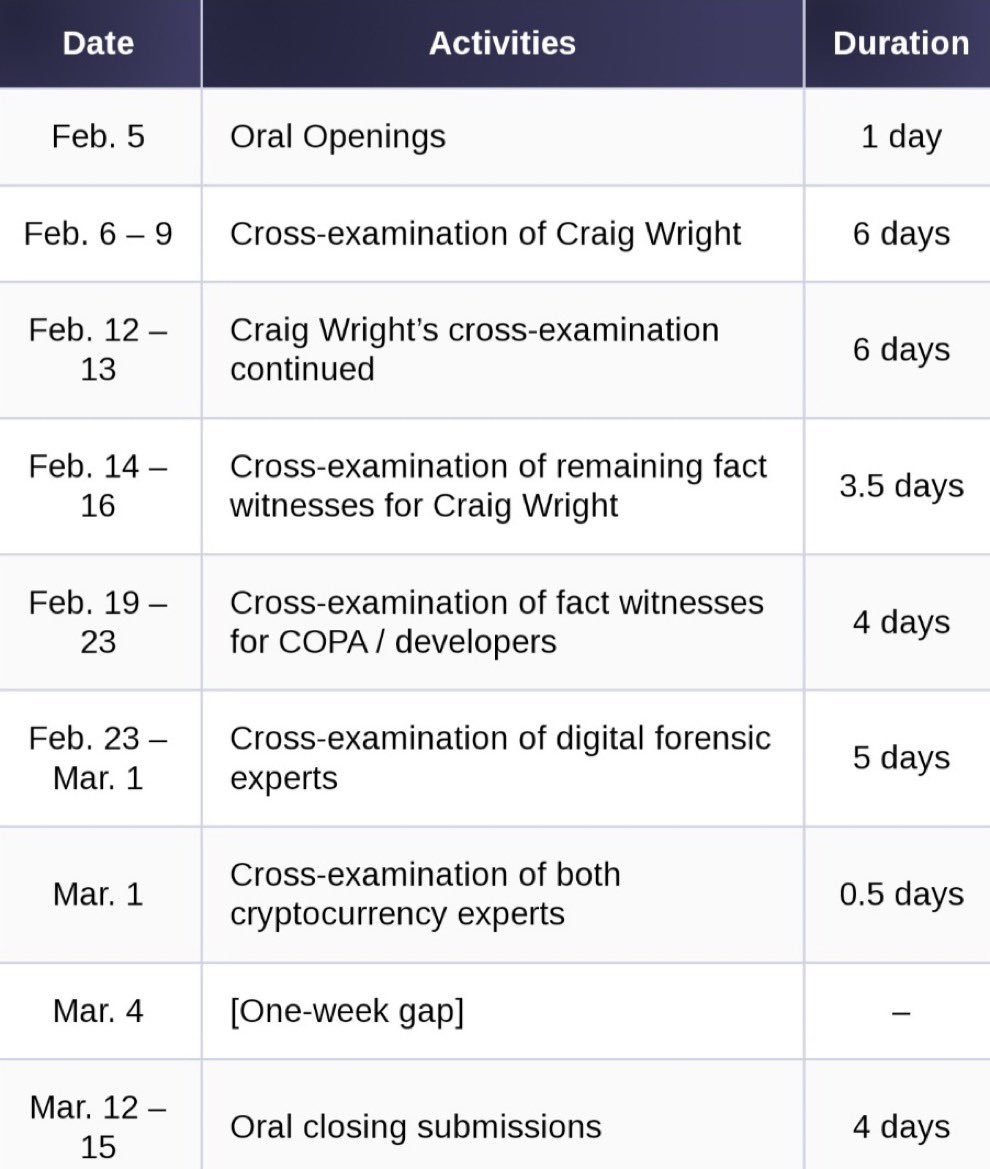 Date Activities Duration
Feb. 5 Oral Openings 1 day
Feb. 6 – 9 Cross-examination of Craig Wright 6 days
Feb. 12 –
13
Craig Wright’s cross-examination
continued
6 days
Feb. 14 –
16
Cross-examination of remaining fact
witnesses for Craig Wright
3.5 days
Feb. 19 –
23
Cross-examination of fact witnesses
for COPA / developers
4 days
Feb. 23 –
Mar. 1
Cross-examination of digital forensic
experts
5 days
Mar. 1
Cross-examination of both
cryptocurrency experts
0.5 days
Mar. 4 [One-week gap] –
Mar. 12 –
15
Oral closing submissions
4 days